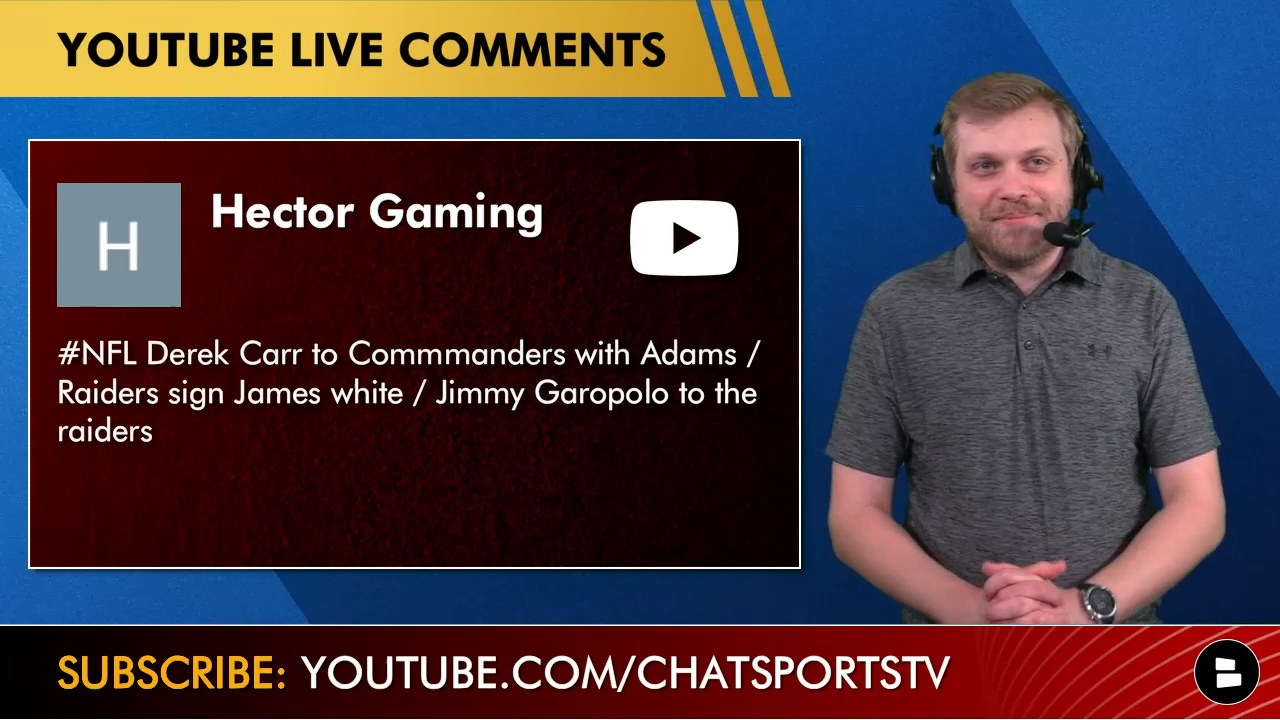 YOUTUBE LIVE COMMENTS
H
Hector Gaming
#NFL Derek Carr to Commmanders with Adams /
Raiders sign James white / Jimmy Garopolo to the
raiders
SUBSCRIBE: YOUTUBE.COM/CHATSPORTSTV